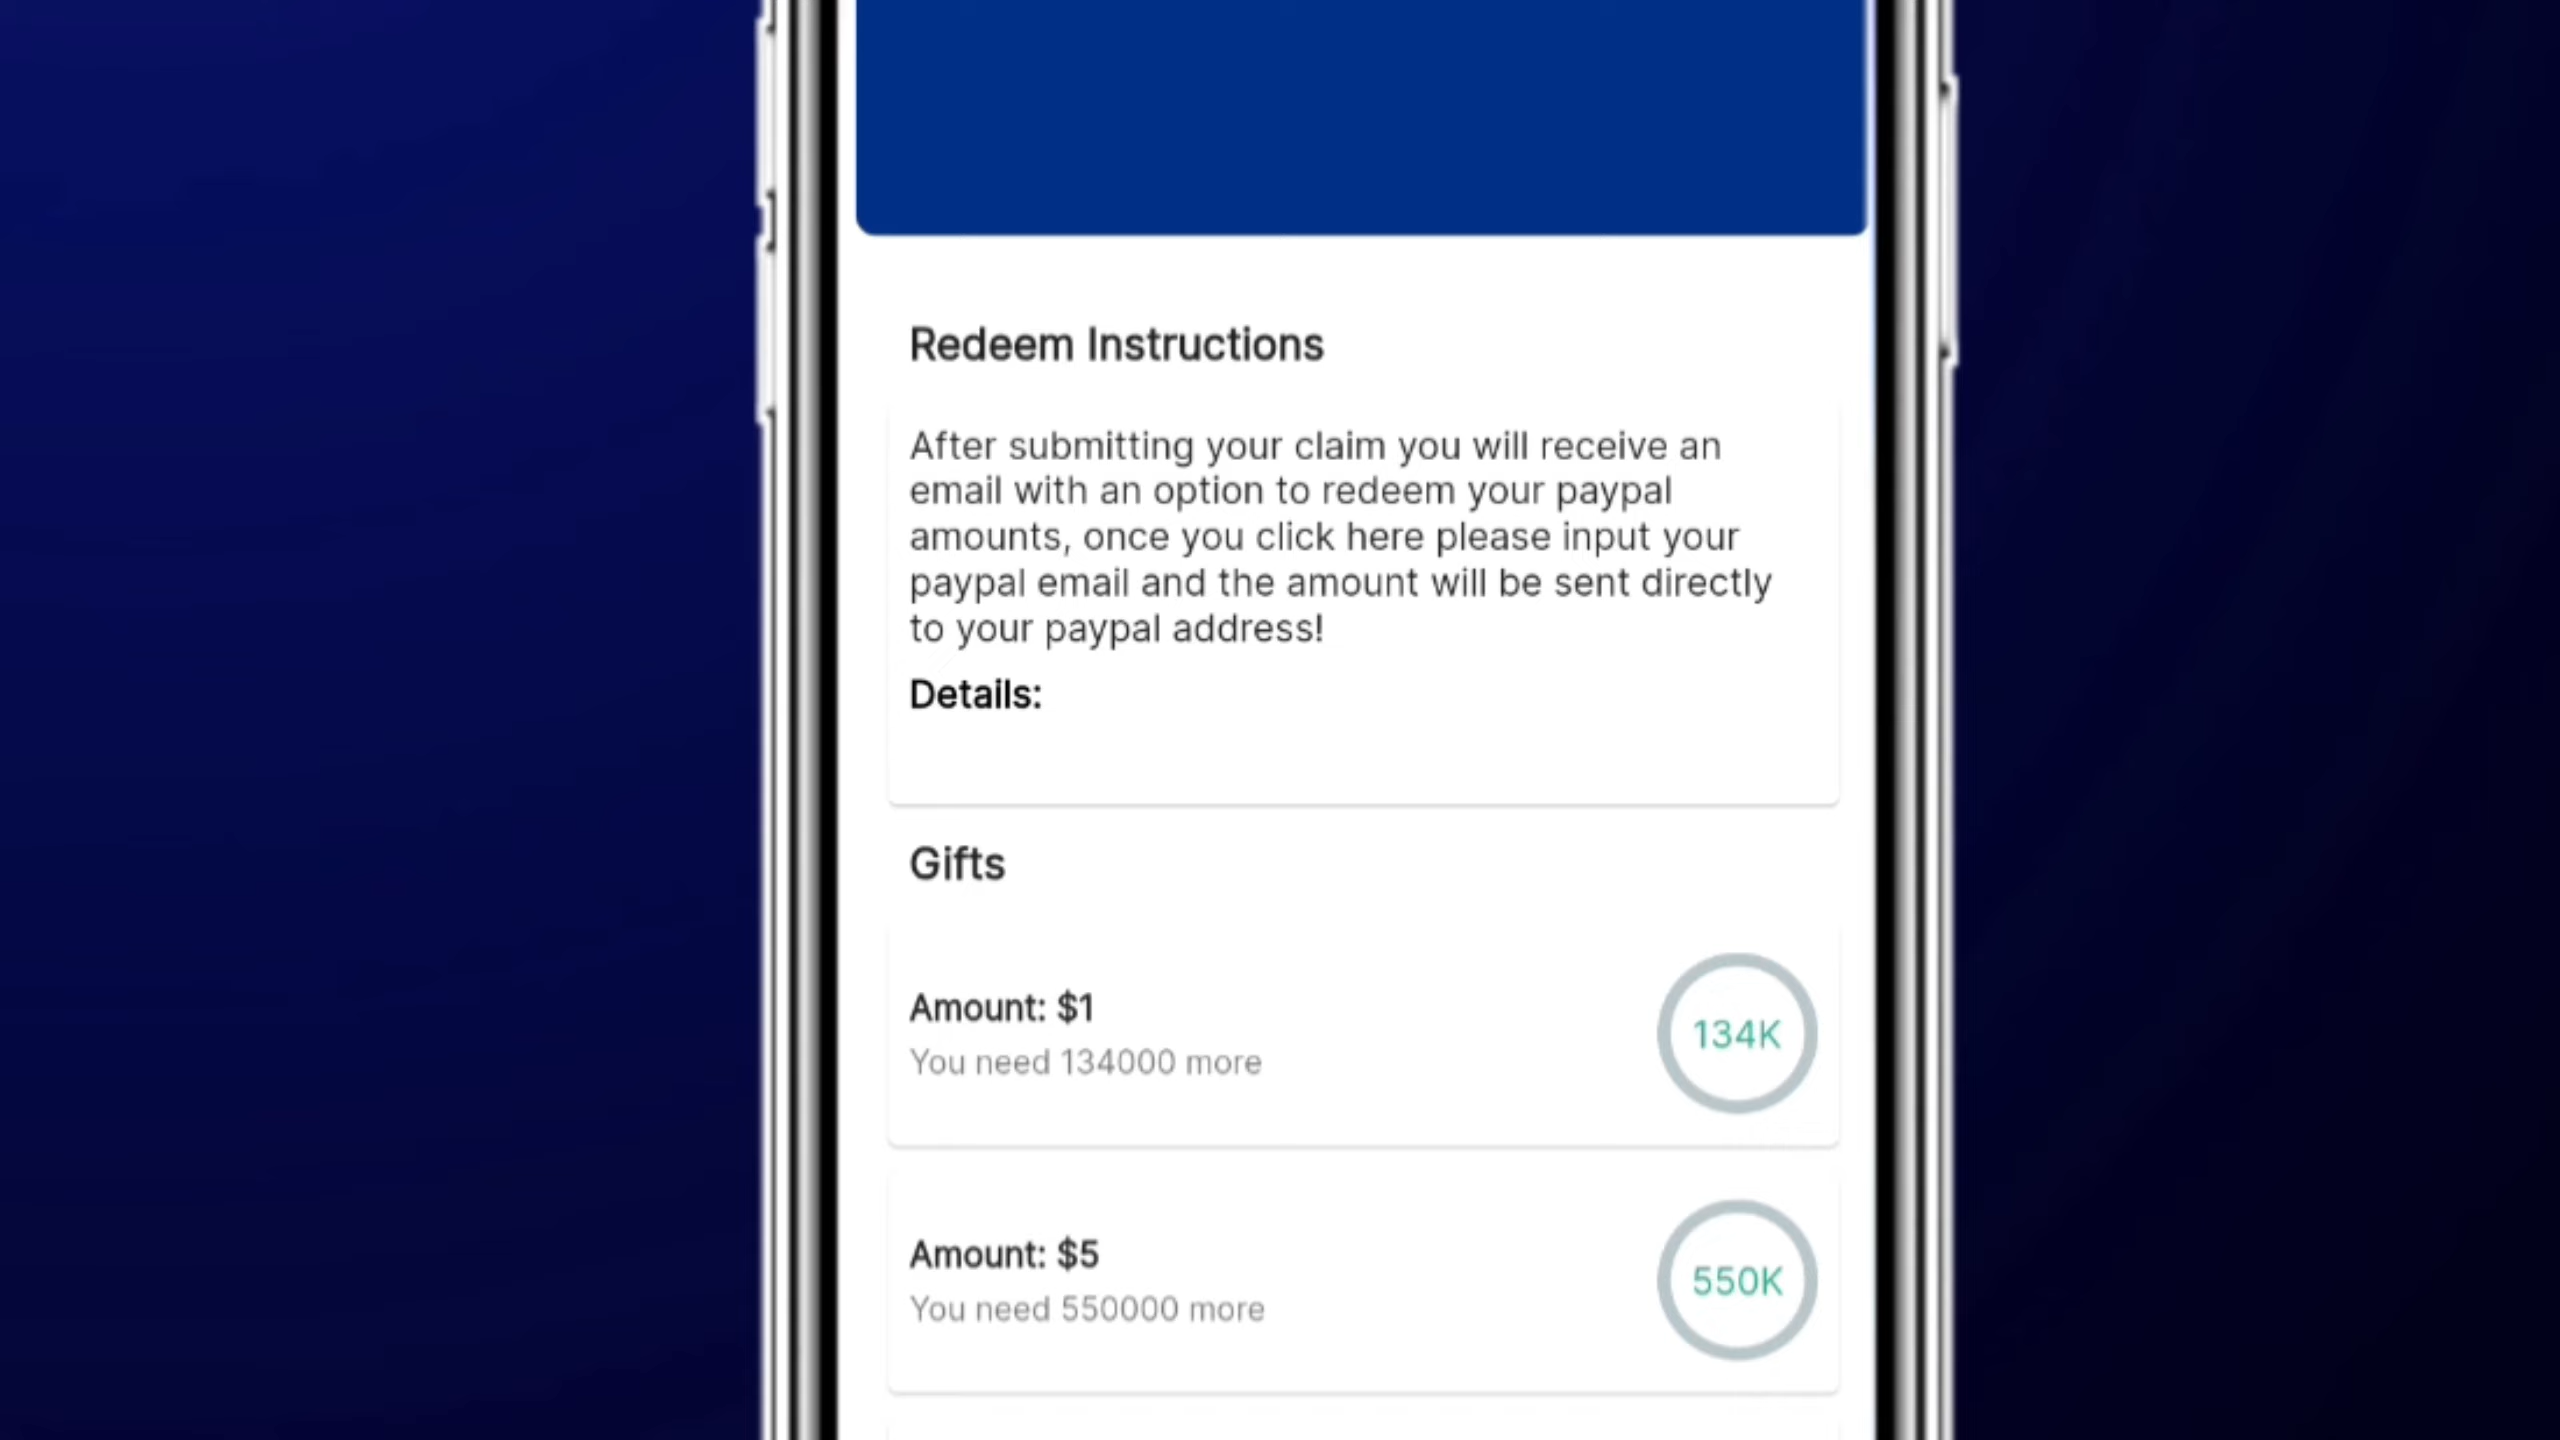 Redeem Instructions
After submitting your claim you will receive an
email with an option to redeem your paypal
amounts, once you click here please input your
paypal email and the amount will be sent directly
to your paypal address!
Details:
Gifts
Amount: $1
You need 134000 more
134K
Amount: $5
You need 550000 more
550K